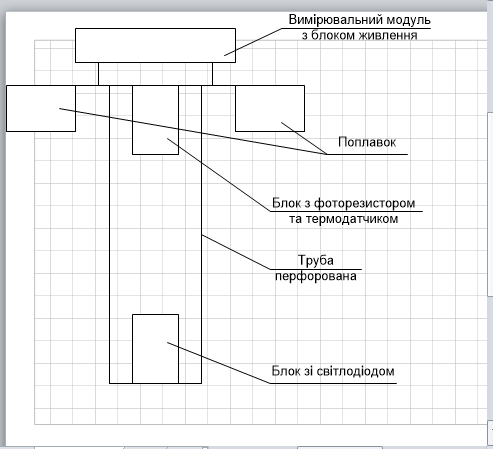 Вимірювальний модуль
з блоком живлення
Поплавок
Блок з фоторезистором
та термодатчиком
Труба
перфорована
Блок зі світлодіодом